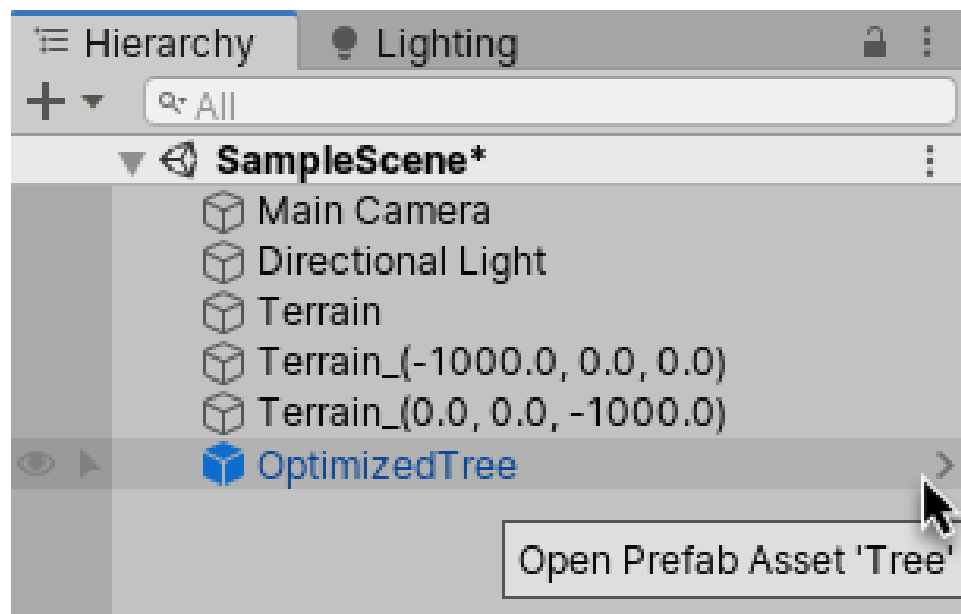 Hierarchy Lighting
All
SampleScene*
Main Camera
Directional Light
Terrain
Terrain_(-1000.0, 0.0, 0.0)
Terrain_(0.0, 0.0, -1000.0)
OptimizedTree
Open Prefab Asset 'Tree'